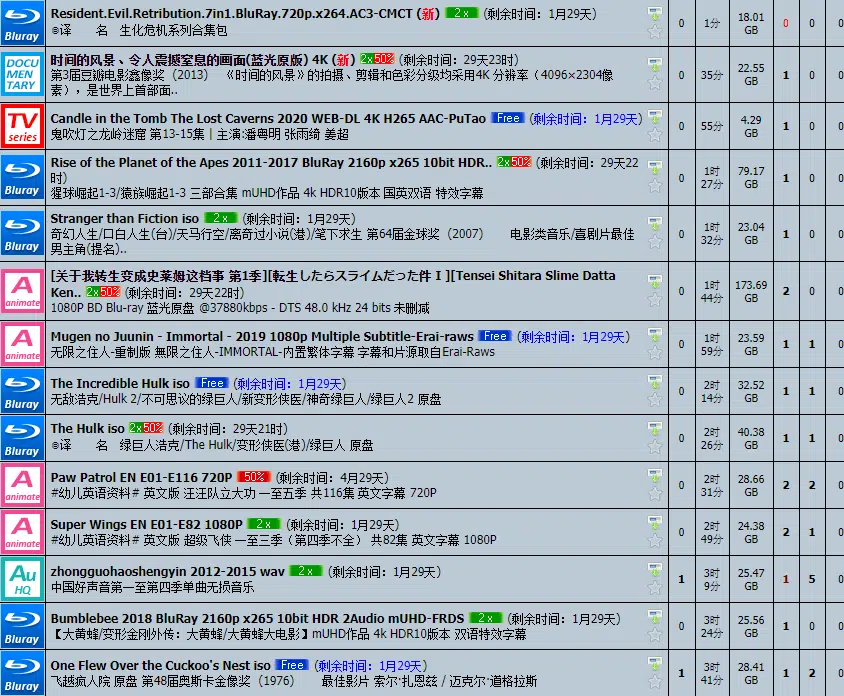 Bluray
Resident.Evil.Retribution.7in1.BluRay.720p.x264.AC3-CMCT (新) 2x (剩余时间：1月29天)
⊙译　　名　生化危机系列合集包
0 1分 18.01 GB 0 0 0
DOCUMENTARY
时间的风景、令人震撼窒息的画面(蓝光原版) 4K (新) 2x50% (剩余时间：29天23时)
第3届豆瓣电影鑫像奖（2013） 《时间的风景》的拍摄、剪辑和色彩分级均采用4K 分辨率（4096×2304像
素），是世界上首部面..
0 35分 22.55 GB 1 0 0
TV series
Candle in the Tomb The Lost Caverns 2020 WEB-DL 4K H265 AAC-PuTao Free (剩余时间：1月29天)
鬼吹灯之龙岭迷窟 第13-15集 | 主演:潘粤明 张雨绮 姜超
0 55分 4.29 GB 1 0 0
Bluray
Rise of the Planet of the Apes 2011-2017 BluRay 2160p x265 10bit HDR.. 2x50% (剩余时间：29天22
时)
猩球崛起1-3/猿族崛起1-3 三部合集 mUHD作品 4k HDR10版本 国英双语 特效字幕
0 1时27分 79.17 GB 1 0 0
Bluray
Stranger than Fiction iso 2x (剩余时间：1月29天)
奇幻人生/口白人生(台)/天马行空/离奇过小说(港)/笔下求生 第64届金球奖（2007）　　电影类音乐/喜剧片最佳
男主角(提名)..
0 1时32分 23.04 GB 1 0 0
A animate
[关于我转生变成史莱姆这档事 第1季][転生したらスライムだった件 I ][Tensei Shitara Slime Datta
Ken.. 2x50% (剩余时间：29天22时)
1080P BD Blu-ray 蓝光原盘 @37880kbps - DTS 48.0 kHz 24 bits 未删减
0 1时44分 173.69 GB 2 0 0
A animate
Mugen no Juunin - Immortal - 2019 1080p Multiple Subtitle-Erai-raws Free (剩余时间：1月29天)
无限之住人-重制版 無限之住人-IMMORTAL-内置繁体字幕 字幕和片源取自Erai-Raws
0 1时59分 23.59 GB 1 1 0
Bluray
The Incredible Hulk iso Free (剩余时间：1月29天)
无敌浩克/Hulk 2/不可思议的绿巨人/新变形侠医/神奇绿巨人/绿巨人2 原盘
0 2时14分 32.52 GB 1 1 0
Bluray
The Hulk iso 2x50% (剩余时间：29天21时)
⊙译　　名　绿巨人浩克/The Hulk/变形侠医(港)/绿巨人 原盘
0 2时26分 40.38 GB 1 1 0
A animate
Paw Patrol EN E01-E116 720P 50% (剩余时间：4月29天)
#幼儿英语资料# 英文版 汪汪队立大功 一至五季 共116集 英文字幕 720P
0 2时31分 28.66 GB 2 2 0
A animate
Super Wings EN E01-E82 1080P 2x (剩余时间：1月29天)
#幼儿英语资料# 英文版 超级飞侠 一至三季（第四季不全） 共82集 英文字幕 1080P
0 2时49分 24.38 GB 2 1 0
Au HQ
zhongguohaoshengyin 2012-2015 wav 2x (剩余时间：1月29天)
中国好声音第一至第四季单曲无损音乐
1 3时9分 25.47 GB 1 5 0
Bluray
Bumblebee 2018 BluRay 2160p x265 10bit HDR 2Audio mUHD-FRDS 2x (剩余时间：1月29天)
【大黄蜂/变形金刚外传：大黄蜂/大黄蜂大电影】mUHD作品 4k HDR10版本 双语特效字幕
0 3时24分 25.56 GB 1 0 0
Bluray
One Flew Over the Cuckoo's Nest iso Free (剩余时间：1月29天)
飞越疯人院 原盘 第48届奥斯卡金像奖（1976）　　最佳影片 索尔·扎恩兹 / 迈克尔·道格拉斯
1 3时41分 28.41 GB 1 2 0